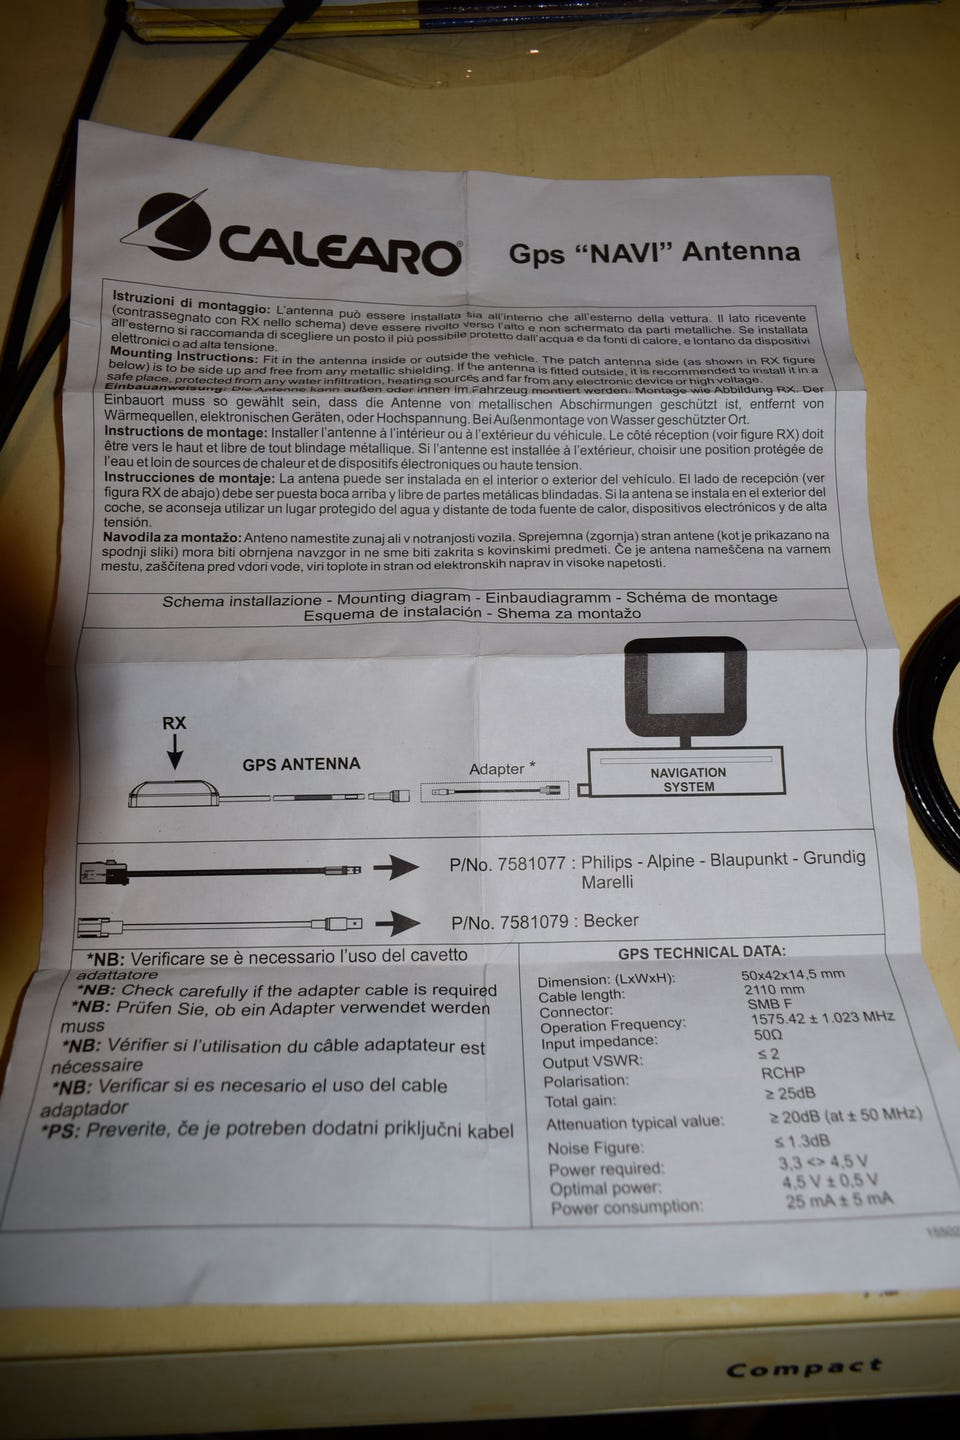 CALEARO®
Gps “NAVI” Antenna
Istruzioni di montaggio: L'antenna può essere installata sia all'interno che all'esterno della vettura. Il lato ricevente
(contrassegnato con RX nello schema) deve essere rivolto verso l'alto e non schermato da parti metalliche. Se installata
all'esterno si raccomanda di scegliere un posto il più possibile protetto dall'acqua e da fonti di calore, e lontano da dispositivi
elettronici o ad alta tensione.
Mounting Instructions: Fit in the antenna inside or outside the vehicle. The patch antenna side (as shown in RX figure
below) is to be side up and free from any metallic shielding. If the antenna is fitted outside, it is recommended to install it in a
safe place, protected from any water infiltration, heating sources and far from any electronic device or high voltage.
Einbauanweisung: Die Antenne kann außen oder innen im Fahrzeug montiert werden. Montage wie Abbildung RX. Der
Einbauort muss so gewählt sein, dass die Antenne von metallischen Abschirmungen geschützt ist, entfernt von
Wärmequellen, elektronischen Geräten, oder Hochspannung. Bei Außenmontage von Wasser geschützter Ort.
Instructions de montage: Installer l'antenne à l'intérieur ou à l'extérieur du véhicule. Le côté réception (voir figure RX) doit
être vers le haut et libre de tout blindage métallique. Si l'antenne est installée à l'extérieur, choisir une position protégée de
l'eau et loin de sources de chaleur et de dispositifs électroniques ou haute tension.
Instrucciones de montaje: La antena puede ser instalada en el interior o exterior del vehículo. El lado de recepción (ver
figura RX de abajo) debe ser puesta boca arriba y libre de partes metálicas blindadas. Si la antena se instala en el exterior del
coche, se aconseja utilizar un lugar protegido del agua y distante de toda fuente de calor, dispositivos electrónicos y de alta
tensión.
Navodila za montažo: Anteno namestite zunaj ali v notranjosti vozila. Sprejemna (zgornja) stran antene (kot je prikazano na
spodnji sliki) mora biti obrnjena navzgor in ne sme biti zakrita s kovinskimi predmeti. Če je antena nameščena na varnem
mestu, zaščitena pred vdori vode, viri toplote in stran od elektronskih naprav in visoke napetosti.
Schema installazione - Mounting diagram - Einbaudiagramm - Schéma de montage
Esquema de instalación - Shema za montažo
RX
GPS ANTENNA
Adapter *
NAVIGATION
SYSTEM
P/No. 7581077 : Philips - Alpine - Blaupunkt - Grundig
Marelli
P/No. 7581079 : Becker
*NB: Verificare se è necessario l'uso del cavetto
adattatore
*NB: Check carefully if the adapter cable is required
*NB: Prüfen Sie, ob ein Adapter verwendet werden
muss
*NB: Vérifier si l'utilisation du câble adaptateur est
nécessaire
*NB: Verificar si es necesario el uso del cable
adaptador
*PS: Preverite, če je potreben dodatni priključni kabel
GPS TECHNICAL DATA:
Dimension: (LxWxH): 50x42x14,5 mm
Cable length: 2110 mm
Connector: SMB F
Operation Frequency: 1575.42 ± 1.023 MHz
Input impedance: 50Ω
Output VSWR: ≤ 2
Polarisation: RCHP
Total gain: ≥ 25dB
Attenuation typical value: ≥ 20dB (at ± 50 MHz)
Noise Figure: ≤ 1.3dB
Power required: 3,3 <> 4,5 V
Optimal power: 4,5 V ± 0,5 V
Power consumption: 25 mA ± 5 mA
Compact